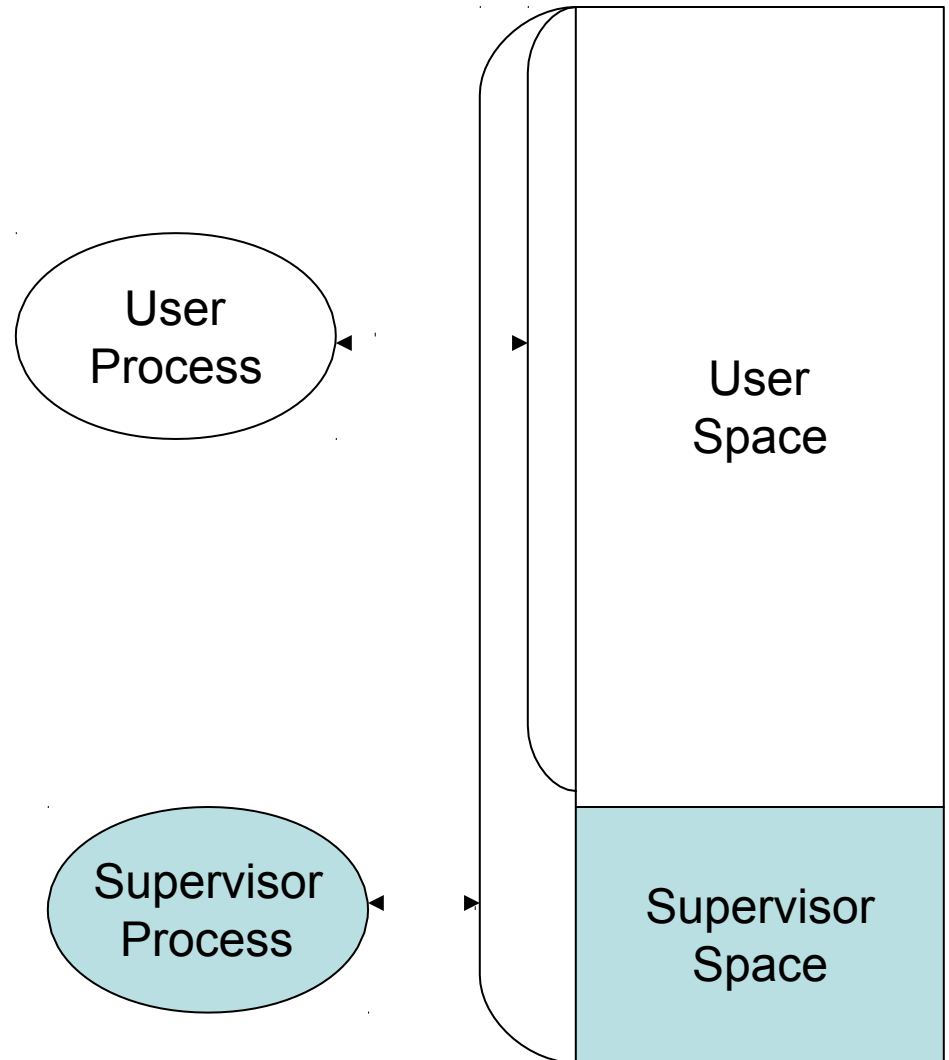 User
Process
User
Space
Supervisor
Process
Supervisor
Space